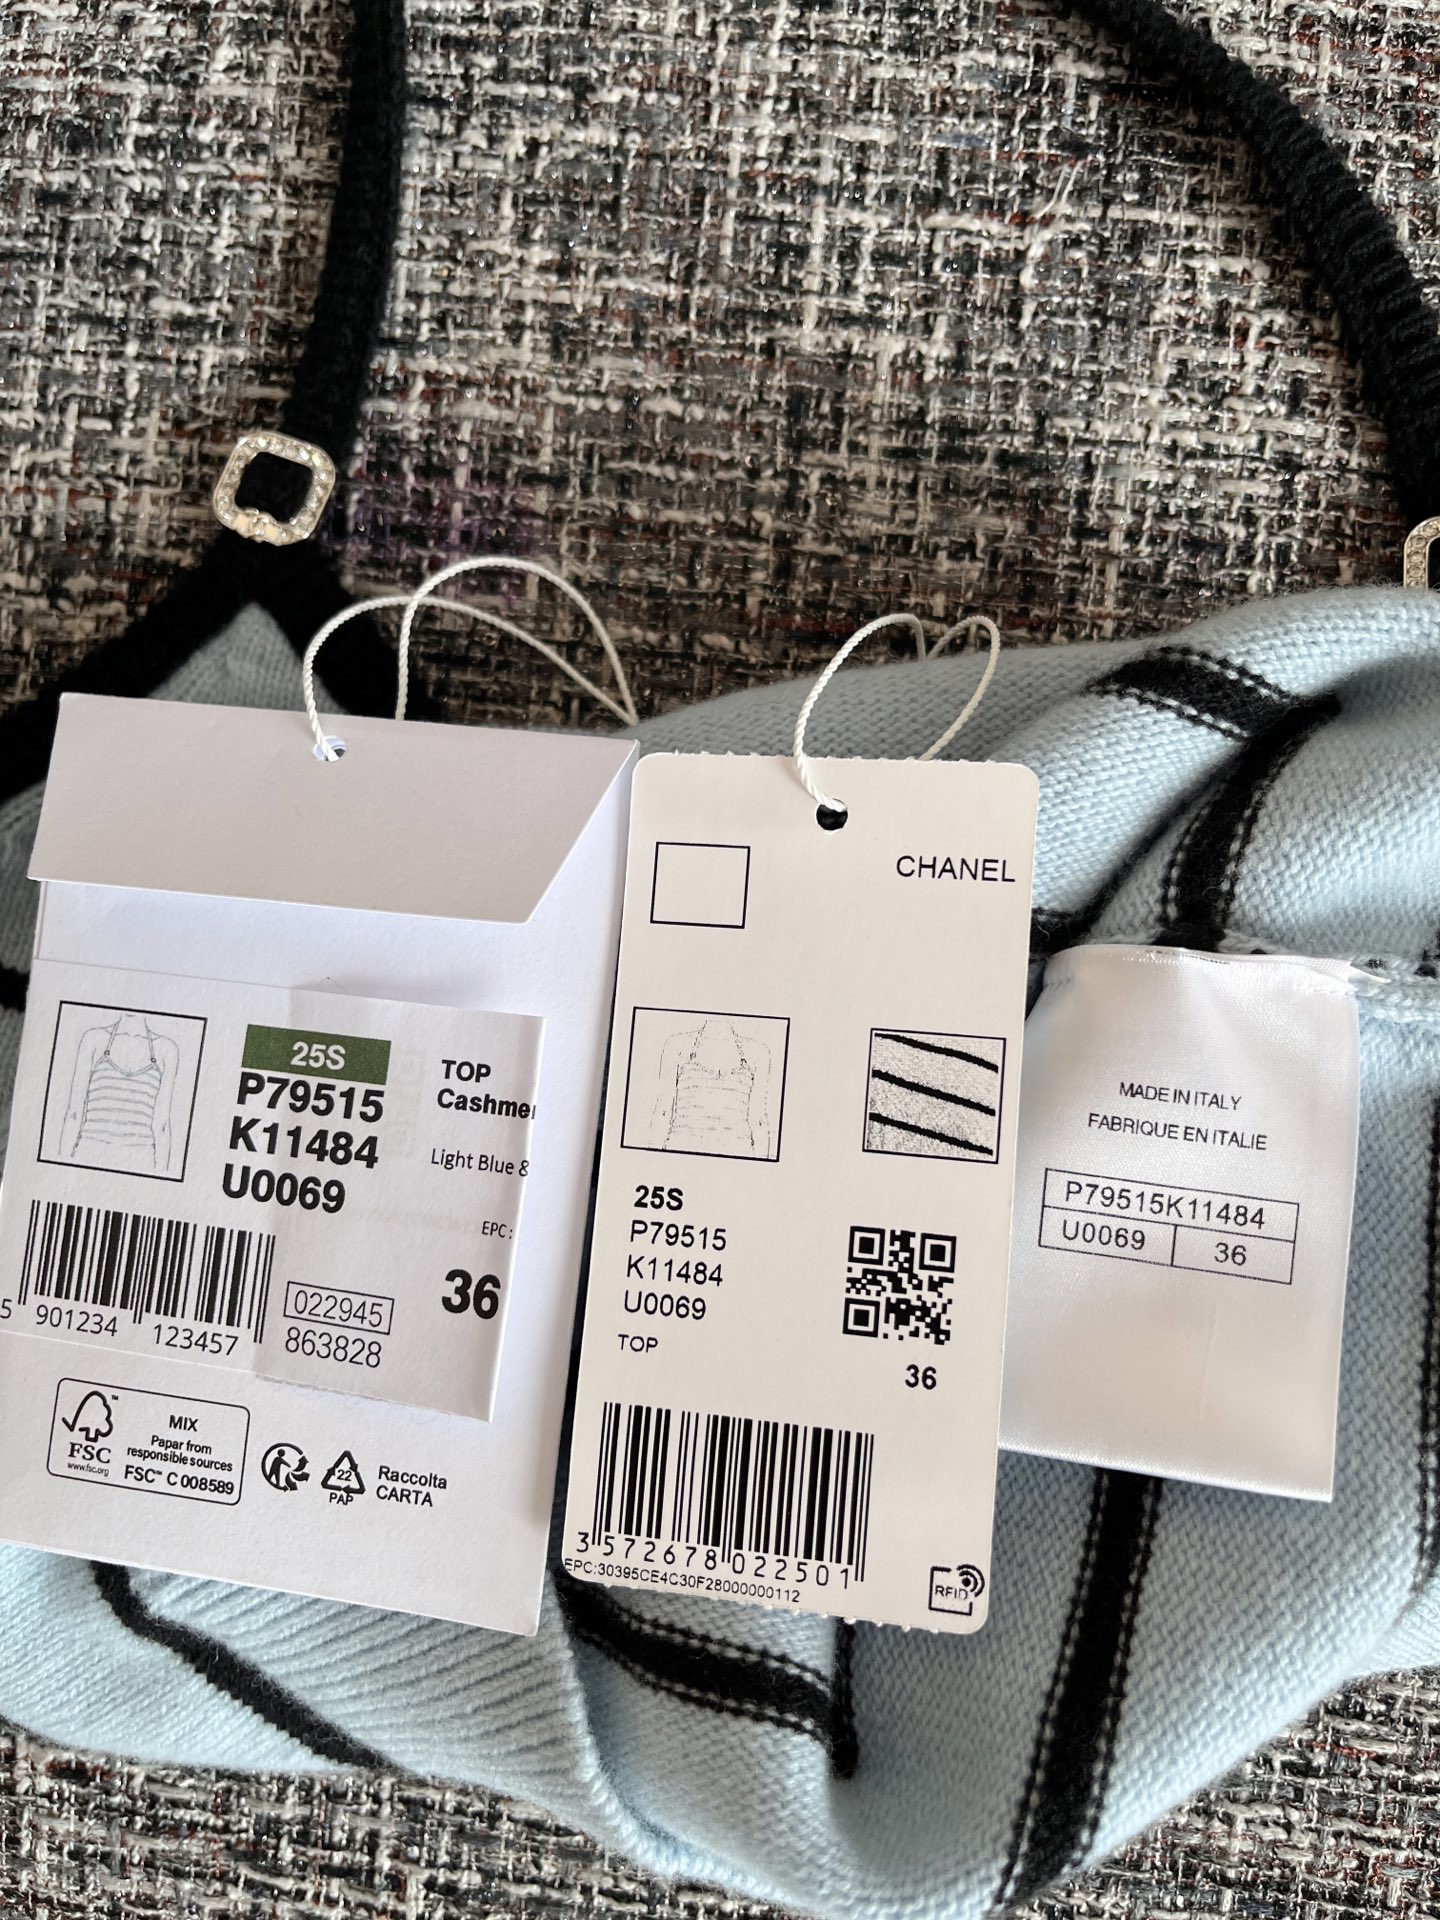 25S
P79515
K11484
U0069
TOP
Cashme
Light Blue &
EPC:
36
5 901234 123457
022945
863828
FSC
www.fsc.org
MIX
Papar from
responsible sources
FSC™ C 008589
22
PAP
Raccolta
CARTA
CHANEL
25S
P79515
K11484
U0069
TOP
36
3 572678 022501
EPC:30395CE4C30F28000000112
RFID
MADE IN ITALY
FABRIQUE EN ITALIE
P79515K11484
U0069 36